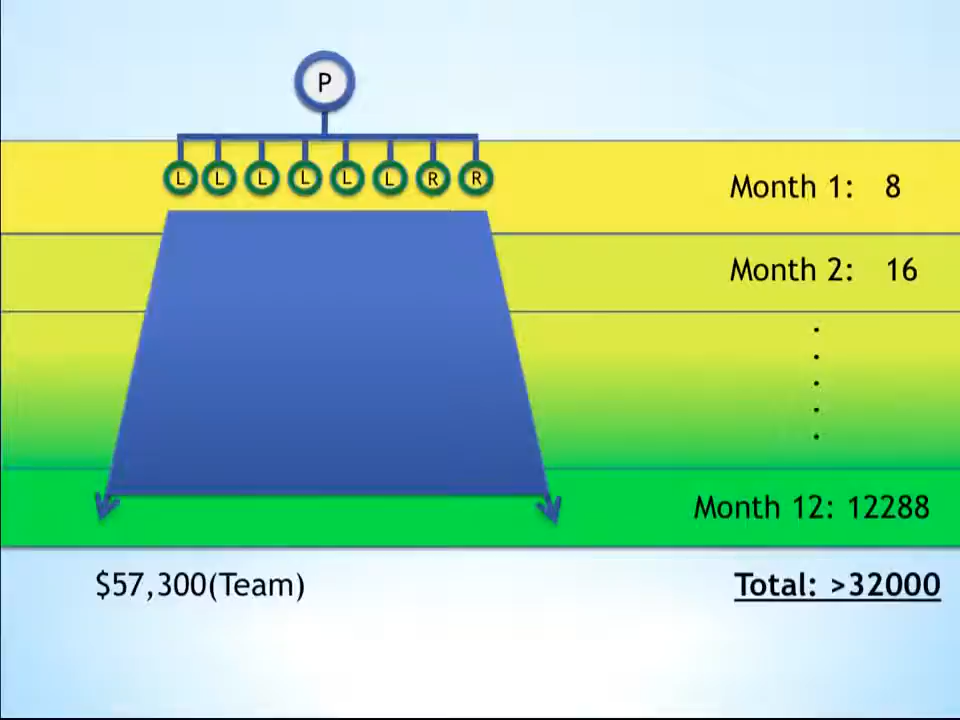 P
L L L L L L R R
Month 1: 8
Month 2: 16
Month 12: 12288
$57,300(Team)
Total: >32000